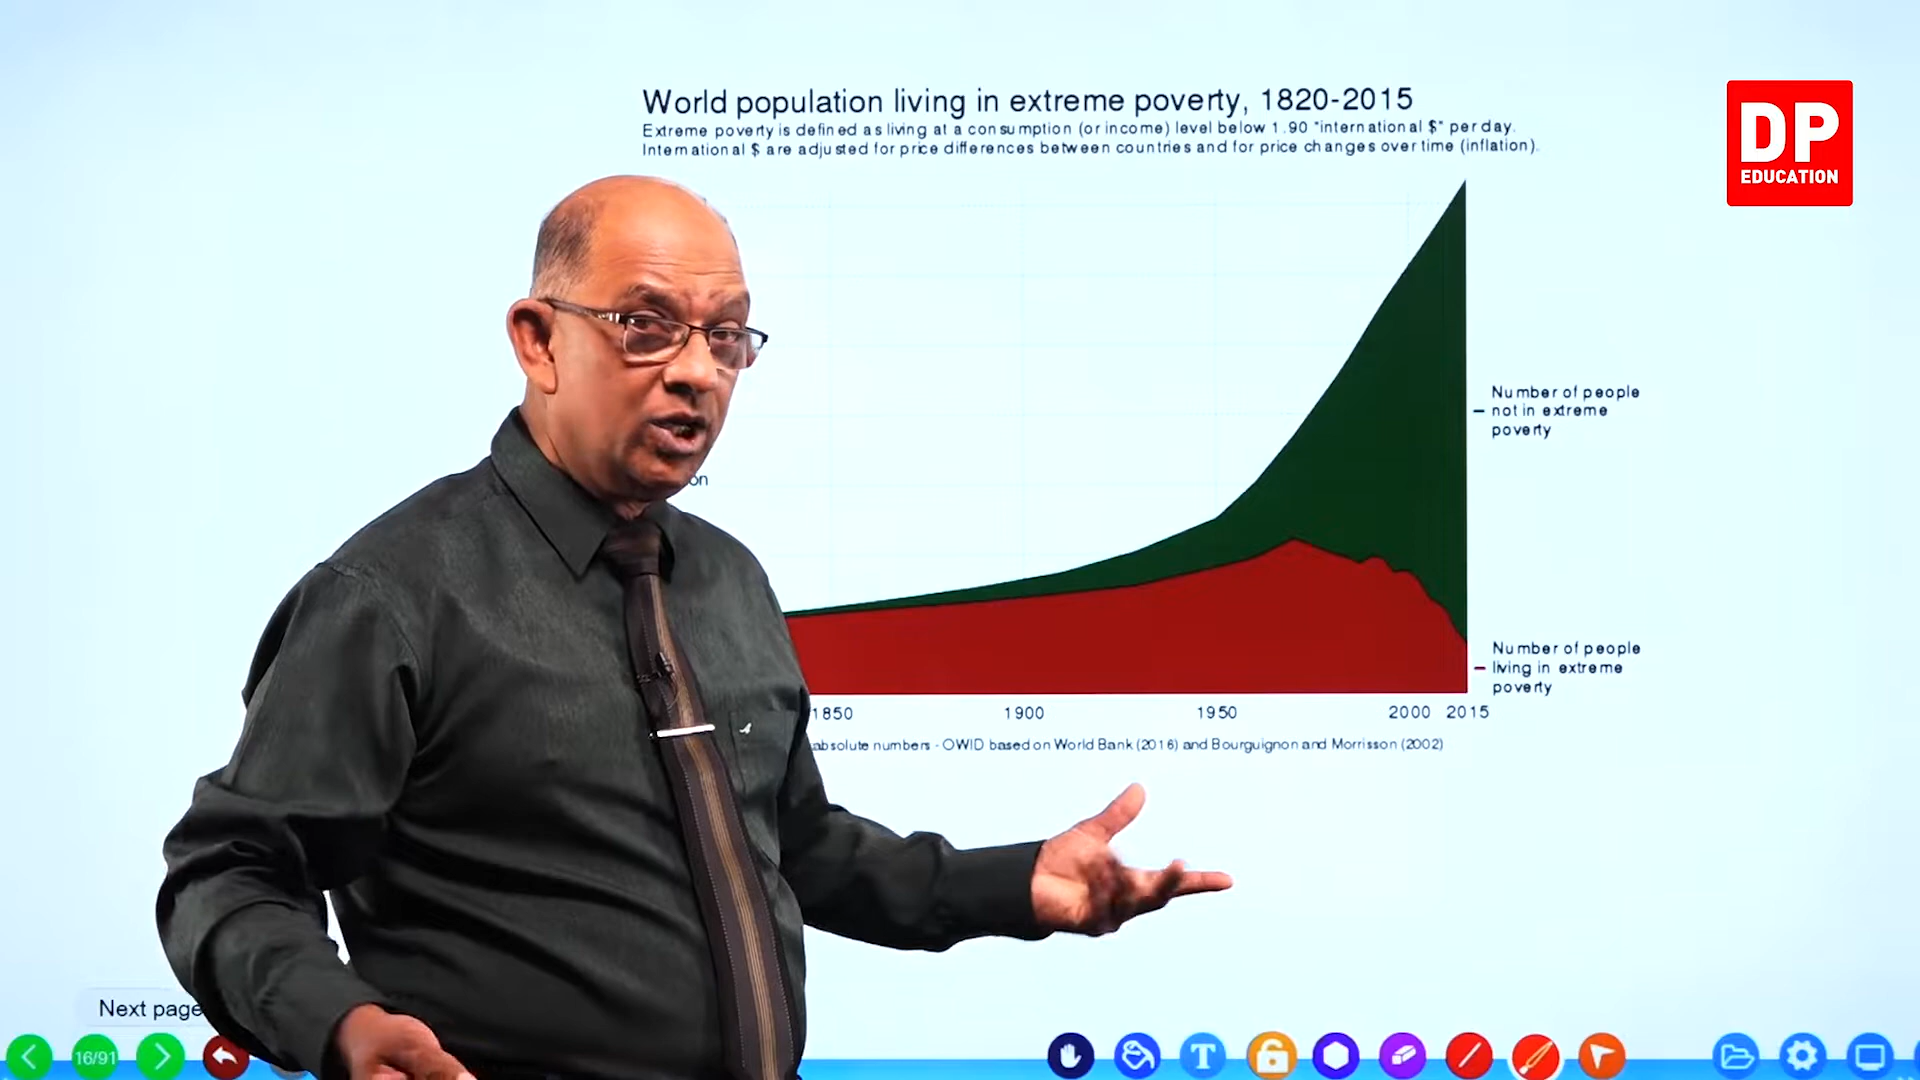 World population living in extreme poverty, 1820-2015
Extreme poverty is defined as living at a consumption (or income) level below 1.90 "international $" per day.
International $ are adjusted for price differences between countries and for price changes over time (inflation).
DP
EDUCATION
Number of people
not in extreme
poverty
Number of people
living in extreme
poverty
1850 1900 1950 2000 2015
absolute numbers - OWID based on World Bank (2016) and Bourguignon and Morrisson (2002)
Next page
16/91
T